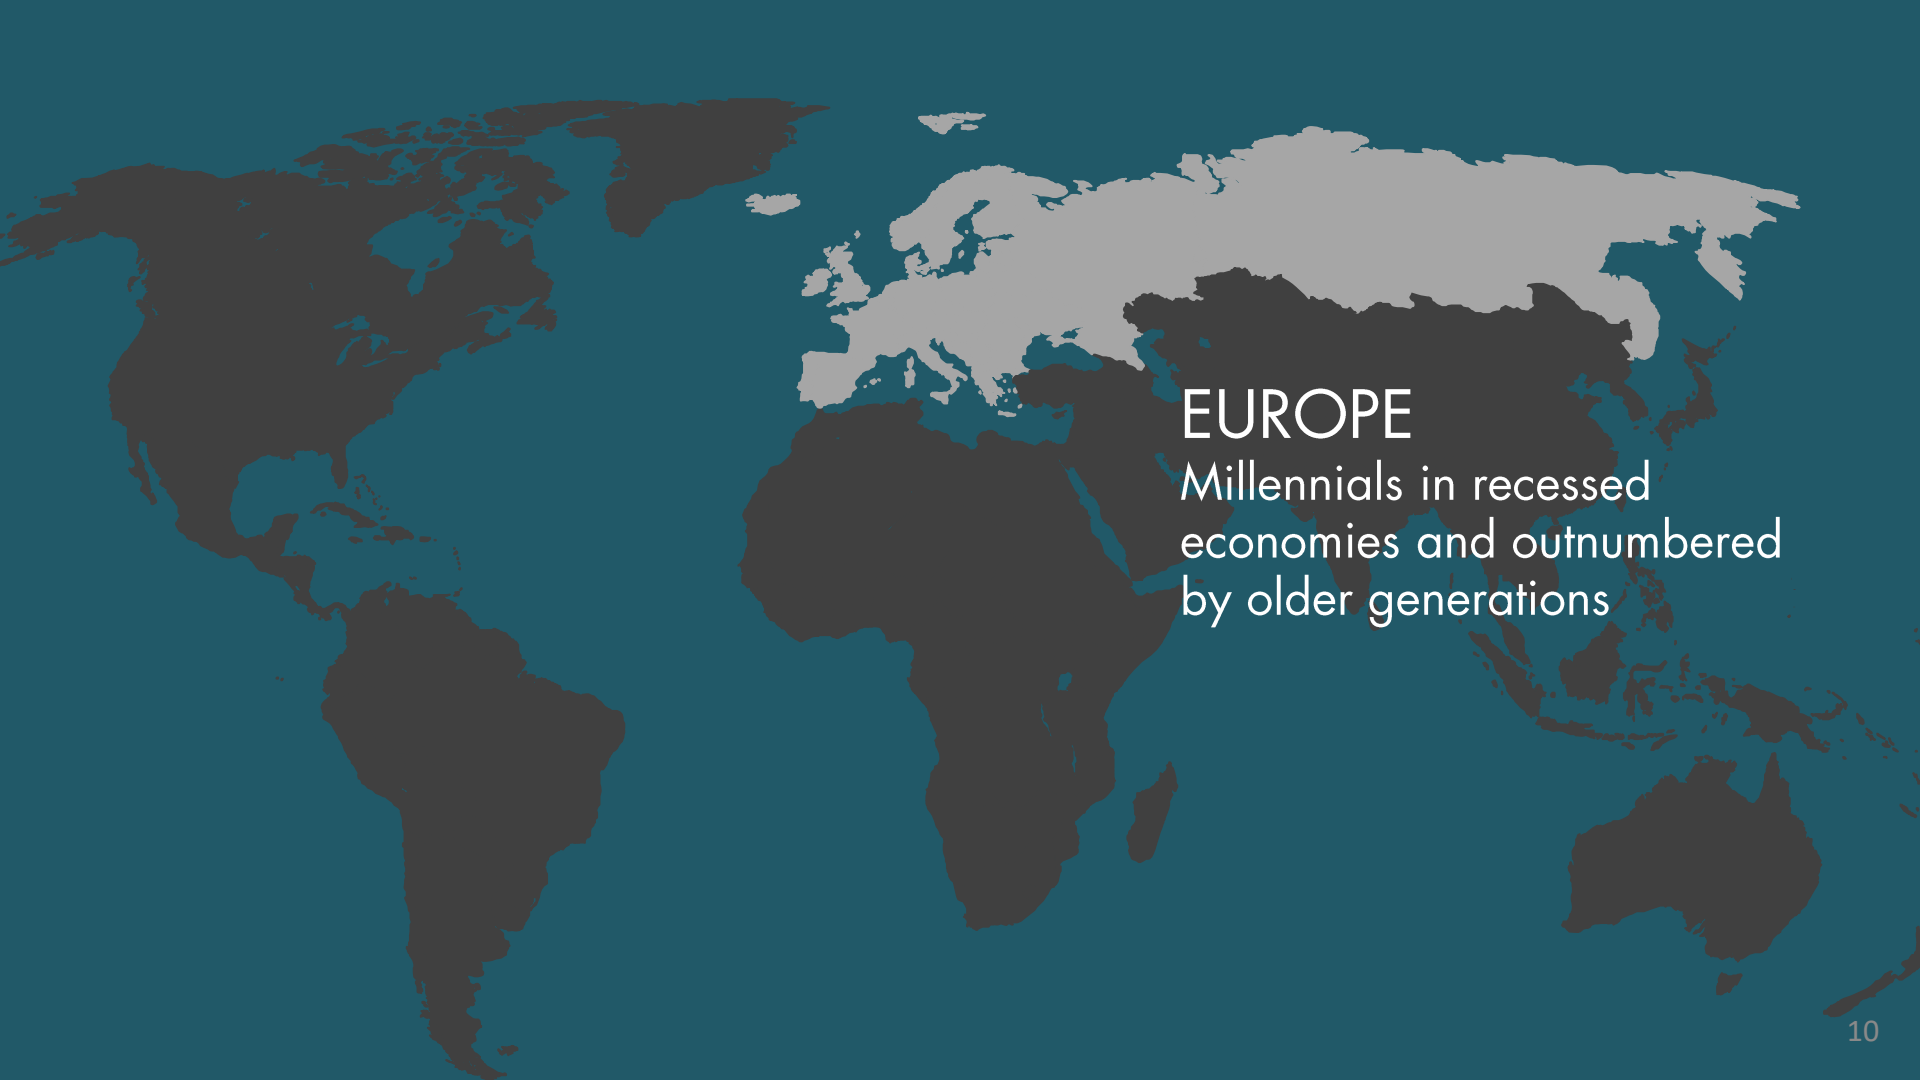 EUROPE
Millennials in recessed
economies and outnumbered
by older generations
10